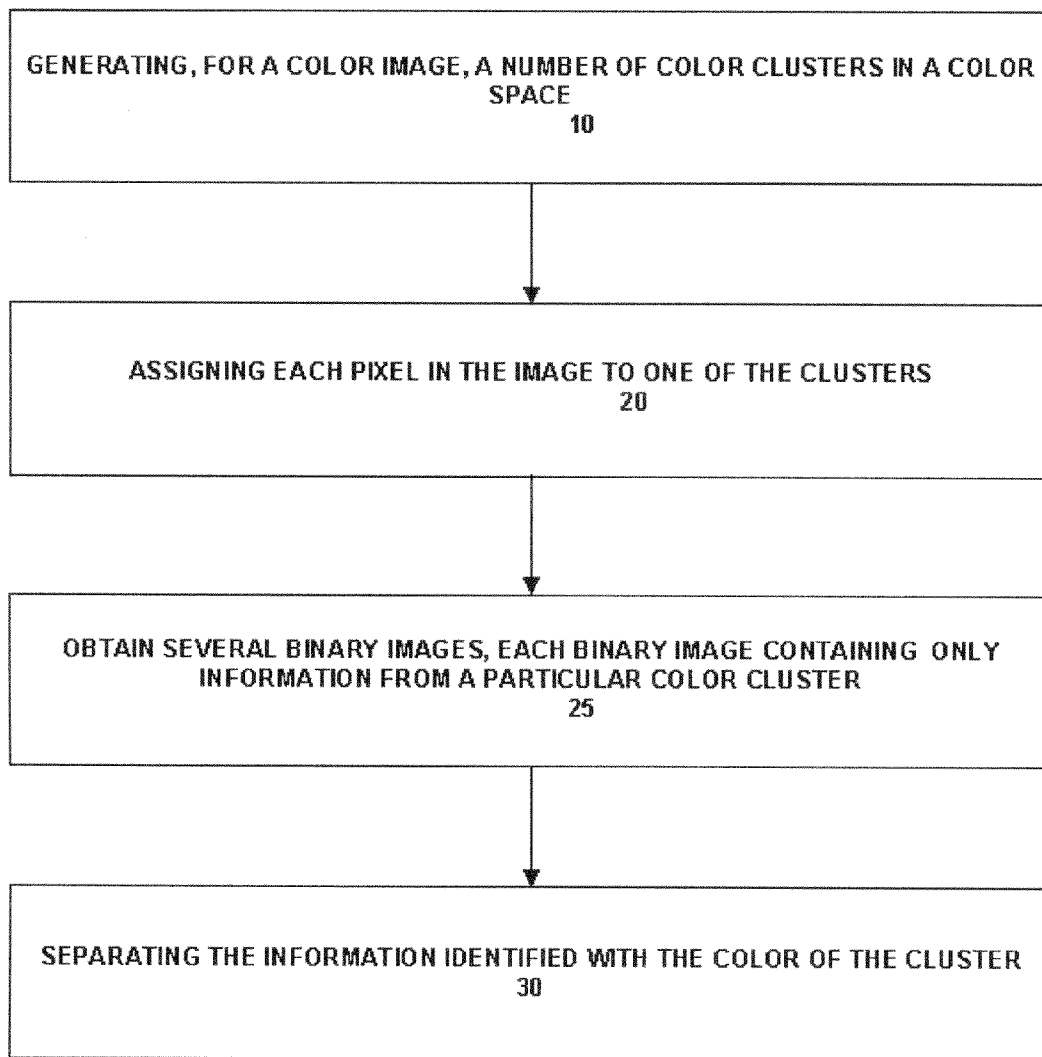 GENERATING, FOR A COLOR IMAGE, A NUMBER OF COLOR CLUSTERS IN A COLOR
SPACE
10
ASSIGNING EACH PIXEL IN THE IMAGE TO ONE OF THE CLUSTERS
20
OBTAIN SEVERAL BINARY IMAGES, EACH BINARY IMAGE CONTAINING ONLY
INFORMATION FROM A PARTICULAR COLOR CLUSTER
25
SEPARATING THE INFORMATION IDENTIFIED WITH THE COLOR OF THE CLUSTER
30